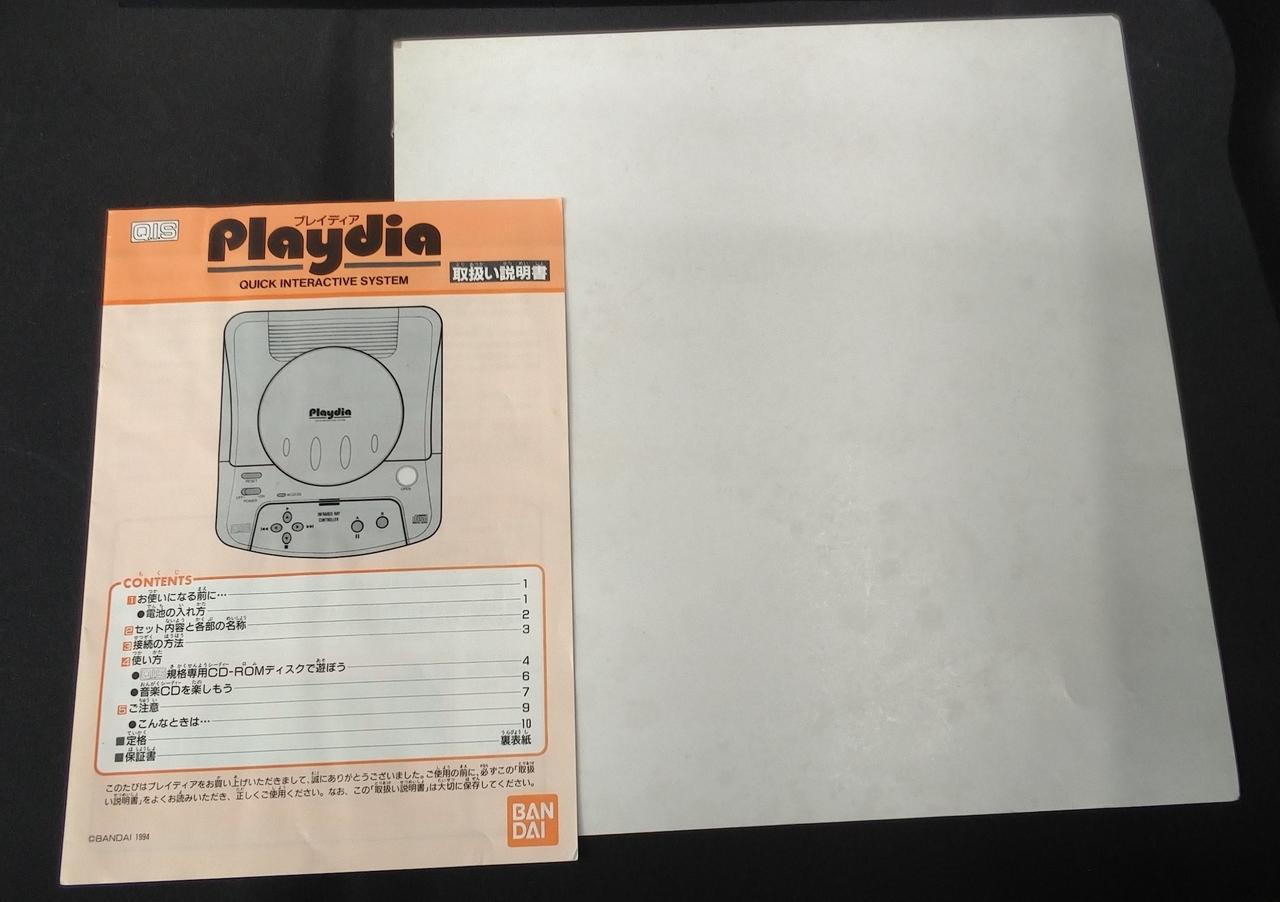 QIS
プレイディア
Playdia
QUICK INTERACTIVE SYSTEM
取扱い説明書
Playdia
RESET
OFF ON
POWER
ACCESS
OPEN
INFRARED RAY
CONTROLLER
A
B
もくじ
CONTENTS
1 お使いになる前に… 1
●電池の入れ方 1
2 セット内容と各部の名称 2
3 接続の方法 3
4 使い方
●QIS規格専用CD-ROMディスクで遊ぼう 4
●音楽CDを楽しもう 6
5 ご注意 7
●こんなときは… 9
■定格 10
■保証書 裏表紙
このたびはプレイディアをお買い上げいただきまして、誠にありがとうございました。ご使用の前に、必ずこの「取扱
い説明書」をよくお読みいただき、正しくご使用ください。なお、この「取扱い説明書」は大切に保存してください。
©BANDAI 1994
BAN
DAI